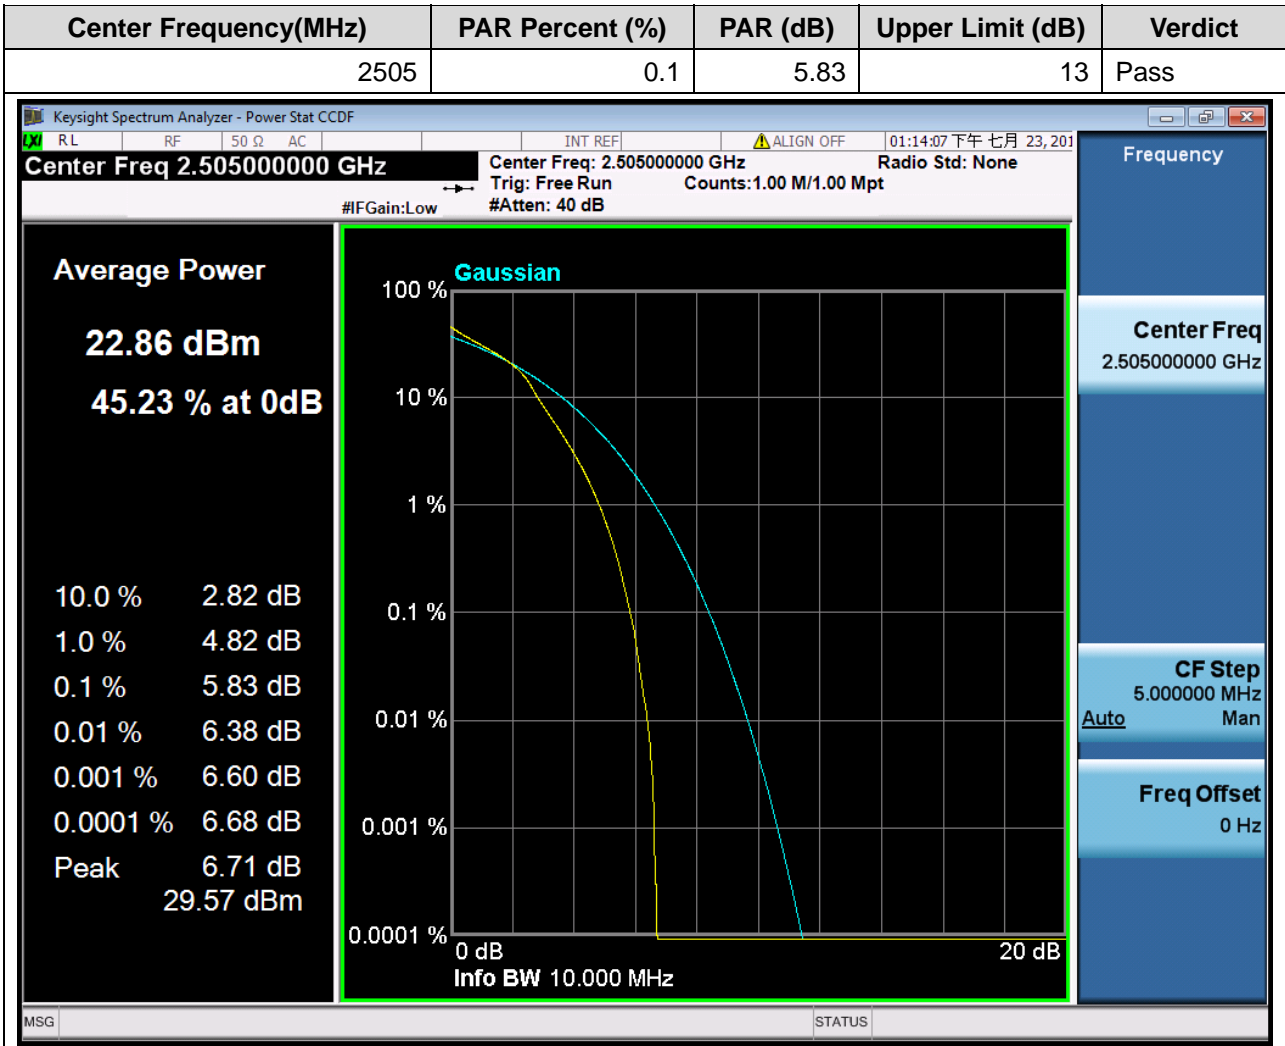 Center Frequency(MHz) PAR Percent (%) PAR (dB) Upper Limit (dB) Verdict
2505 0.1 5.83 13 Pass
Keysight Spectrum Analyzer - Power Stat CCDF
LXI RL RF 50 Ω AC INT REF ALIGN OFF 01:14:07 下午 七月 23, 201
Center Freq 2.505000000 GHz
Center Freq: 2.505000000 GHz Radio Std: None
Trig: Free Run Counts:1.00 M/1.00 Mpt
#IFGain:Low #Atten: 40 dB
Frequency
Average Power
22.86 dBm
45.23 % at 0dB
10.0 % 2.82 dB
1.0 % 4.82 dB
0.1 % 5.83 dB
0.01 % 6.38 dB
0.001 % 6.60 dB
0.0001 % 6.68 dB
Peak 6.71 dB
29.57 dBm
Gaussian
100 %
10 %
1 %
0.1 %
0.01 %
0.001 %
0.0001 %
0 dB 20 dB
Info BW 10.000 MHz
Center Freq
2.505000000 GHz
CF Step
5.000000 MHz
Auto Man
Freq Offset
0 Hz
MSG STATUS